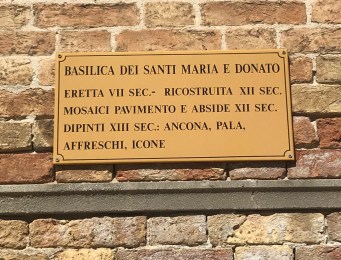 BASILICA DEI SANTI MARIA E DONATO
ERETTA VII SEC.- RICOSTRUITA XII SEC.
MOSAICI PAVIMENTO E ABSIDE XII SEC.
DIPINTI XIII SEC.: ANCONA, PALA,
AFFRESCHI, ICONE